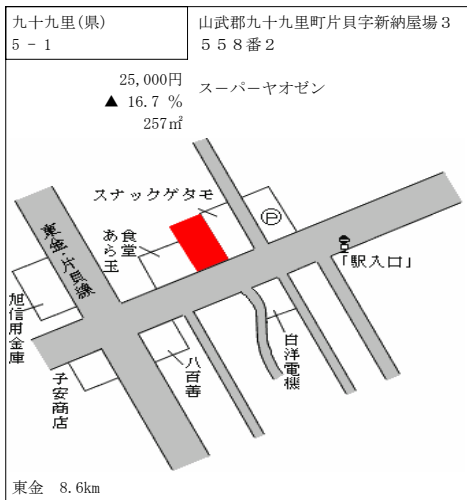 九十九里(県)
5 - 1
山武郡九十九里町片貝字新納屋場3
558番2
25,000円
▲ 16.7 %
257㎡
スーパーヤオゼン
スナックゲタモ
Ⓟ
東金・片貝線
食堂
あら玉
「駅入口」
旭信用金庫
子安商店
八百善
白洋電機
東金 8.6km